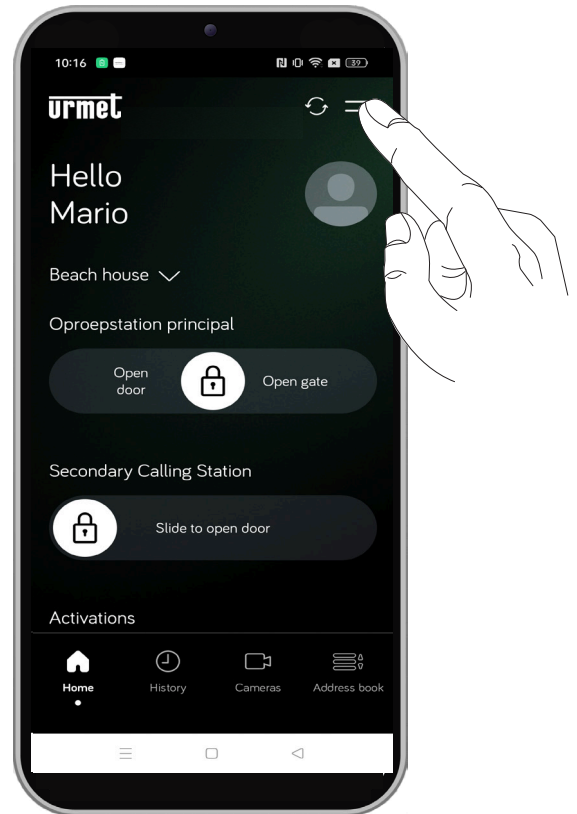 10:16
39
urmet
Hello
Mario
Beach house
Oproepstation principal
Open
door
Open gate
Secondary Calling Station
Slide to open door
Activations
Home
History
Cameras
Address book